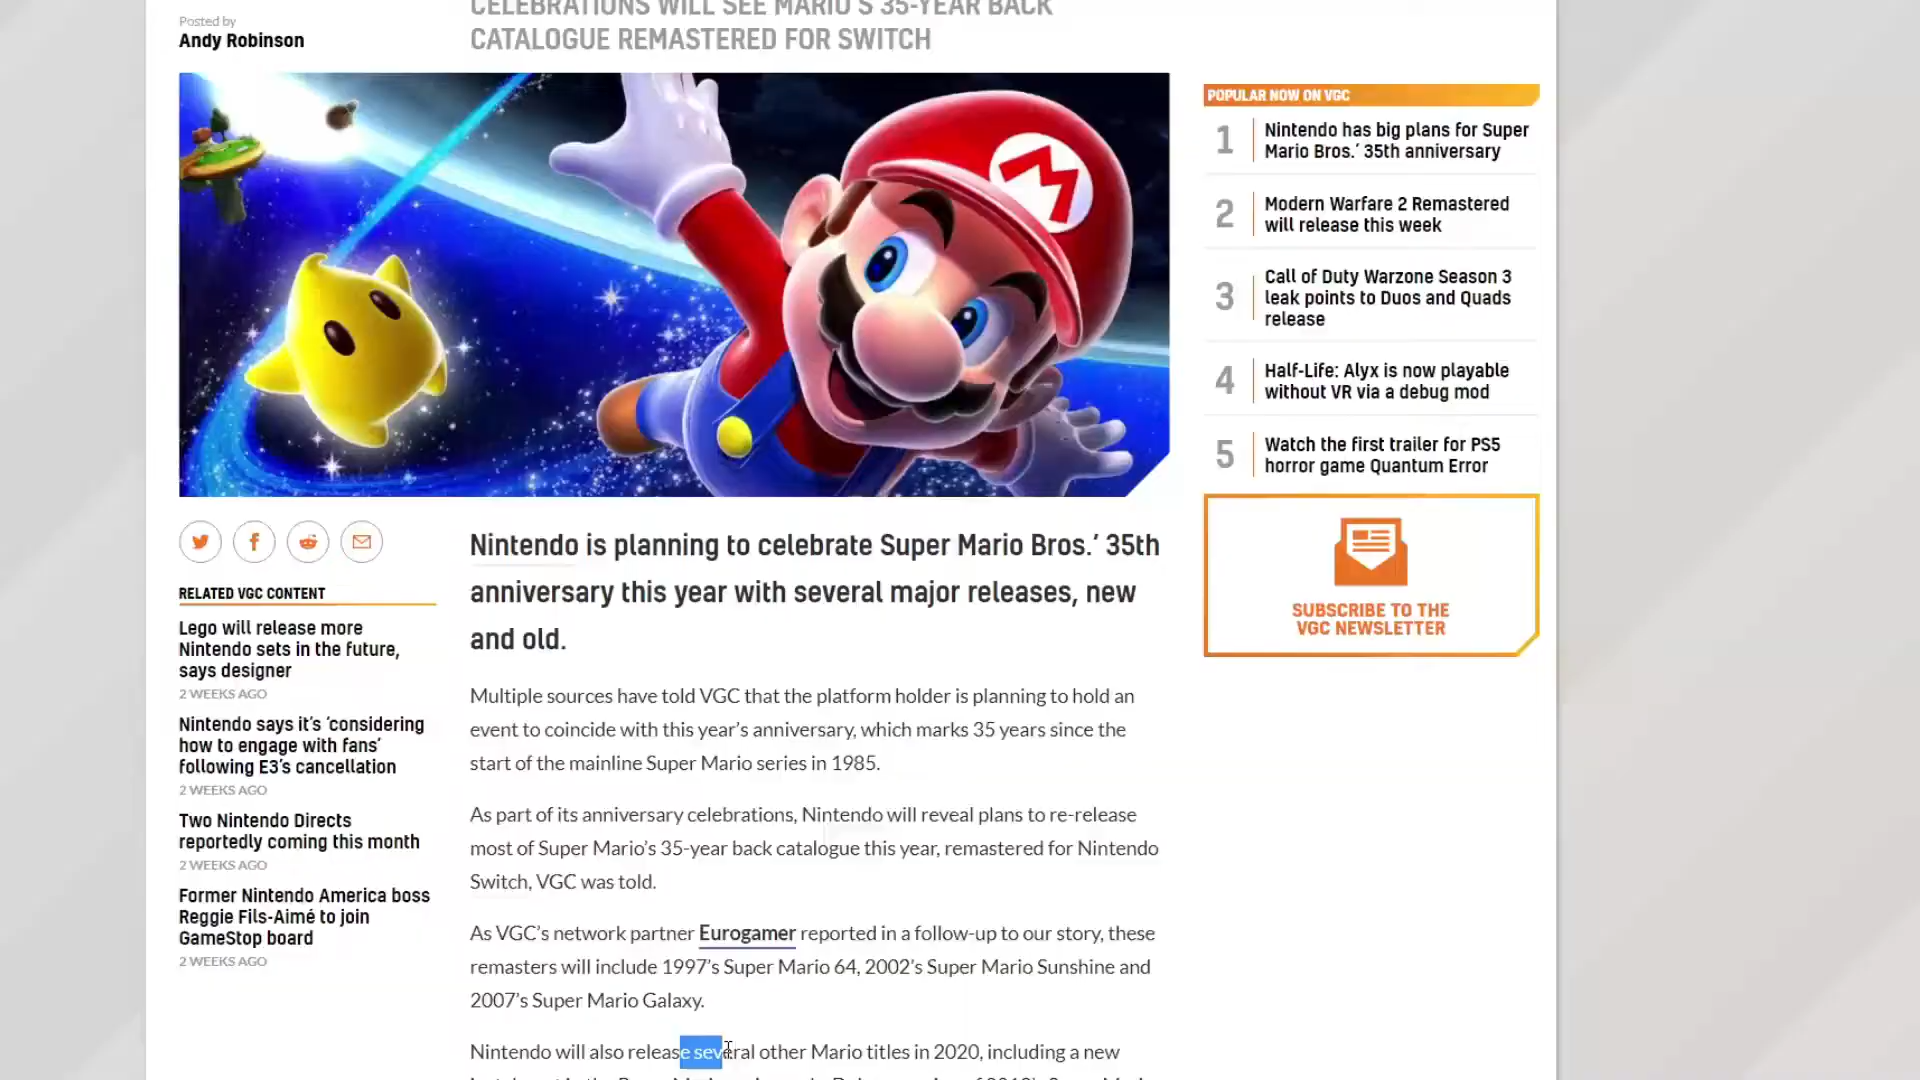 Posted by
Andy Robinson
CELEBRATIONS WILL SEE MARIO'S 35-YEAR BACK
CATALOGUE REMASTERED FOR SWITCH
M
RELATED VGC CONTENT
Lego will release more
Nintendo sets in the future,
says designer
2 WEEKS AGO
Nintendo says it's 'considering
how to engage with fans'
following E3's cancellation
2 WEEKS AGO
Two Nintendo Directs
reportedly coming this month
2 WEEKS AGO
Former Nintendo America boss
Reggie Fils-Aimé to join
GameStop board
2 WEEKS AGO
Nintendo is planning to celebrate Super Mario Bros.' 35th
anniversary this year with several major releases, new
and old.
Multiple sources have told VGC that the platform holder is planning to hold an
event to coincide with this year's anniversary, which marks 35 years since the
start of the mainline Super Mario series in 1985.
As part of its anniversary celebrations, Nintendo will reveal plans to re-release
most of Super Mario's 35-year back catalogue this year, remastered for Nintendo
Switch, VGC was told.
As VGC's network partner Eurogamer reported in a follow-up to our story, these
remasters will include 1997's Super Mario 64, 2002's Super Mario Sunshine and
2007's Super Mario Galaxy.
Nintendo will also release several other Mario titles in 2020, including a new
POPULAR NOW ON VGC
1 Nintendo has big plans for Super
Mario Bros.' 35th anniversary
2 Modern Warfare 2 Remastered
will release this week
3 Call of Duty Warzone Season 3
leak points to Duos and Quads
release
4 Half-Life: Alyx is now playable
without VR via a debug mod
5 Watch the first trailer for PS5
horror game Quantum Error
SUBSCRIBE TO THE
VGC NEWSLETTER